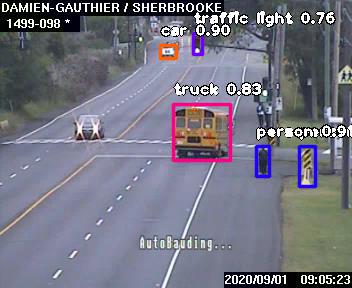 DAMIEN-GAUTHIER / SHERBROOKE
1499-098 *
traffic light 0.76
car 0.90
truck 0.83
person
0.91
AutoBauding...
2020/09/01 09:05:23